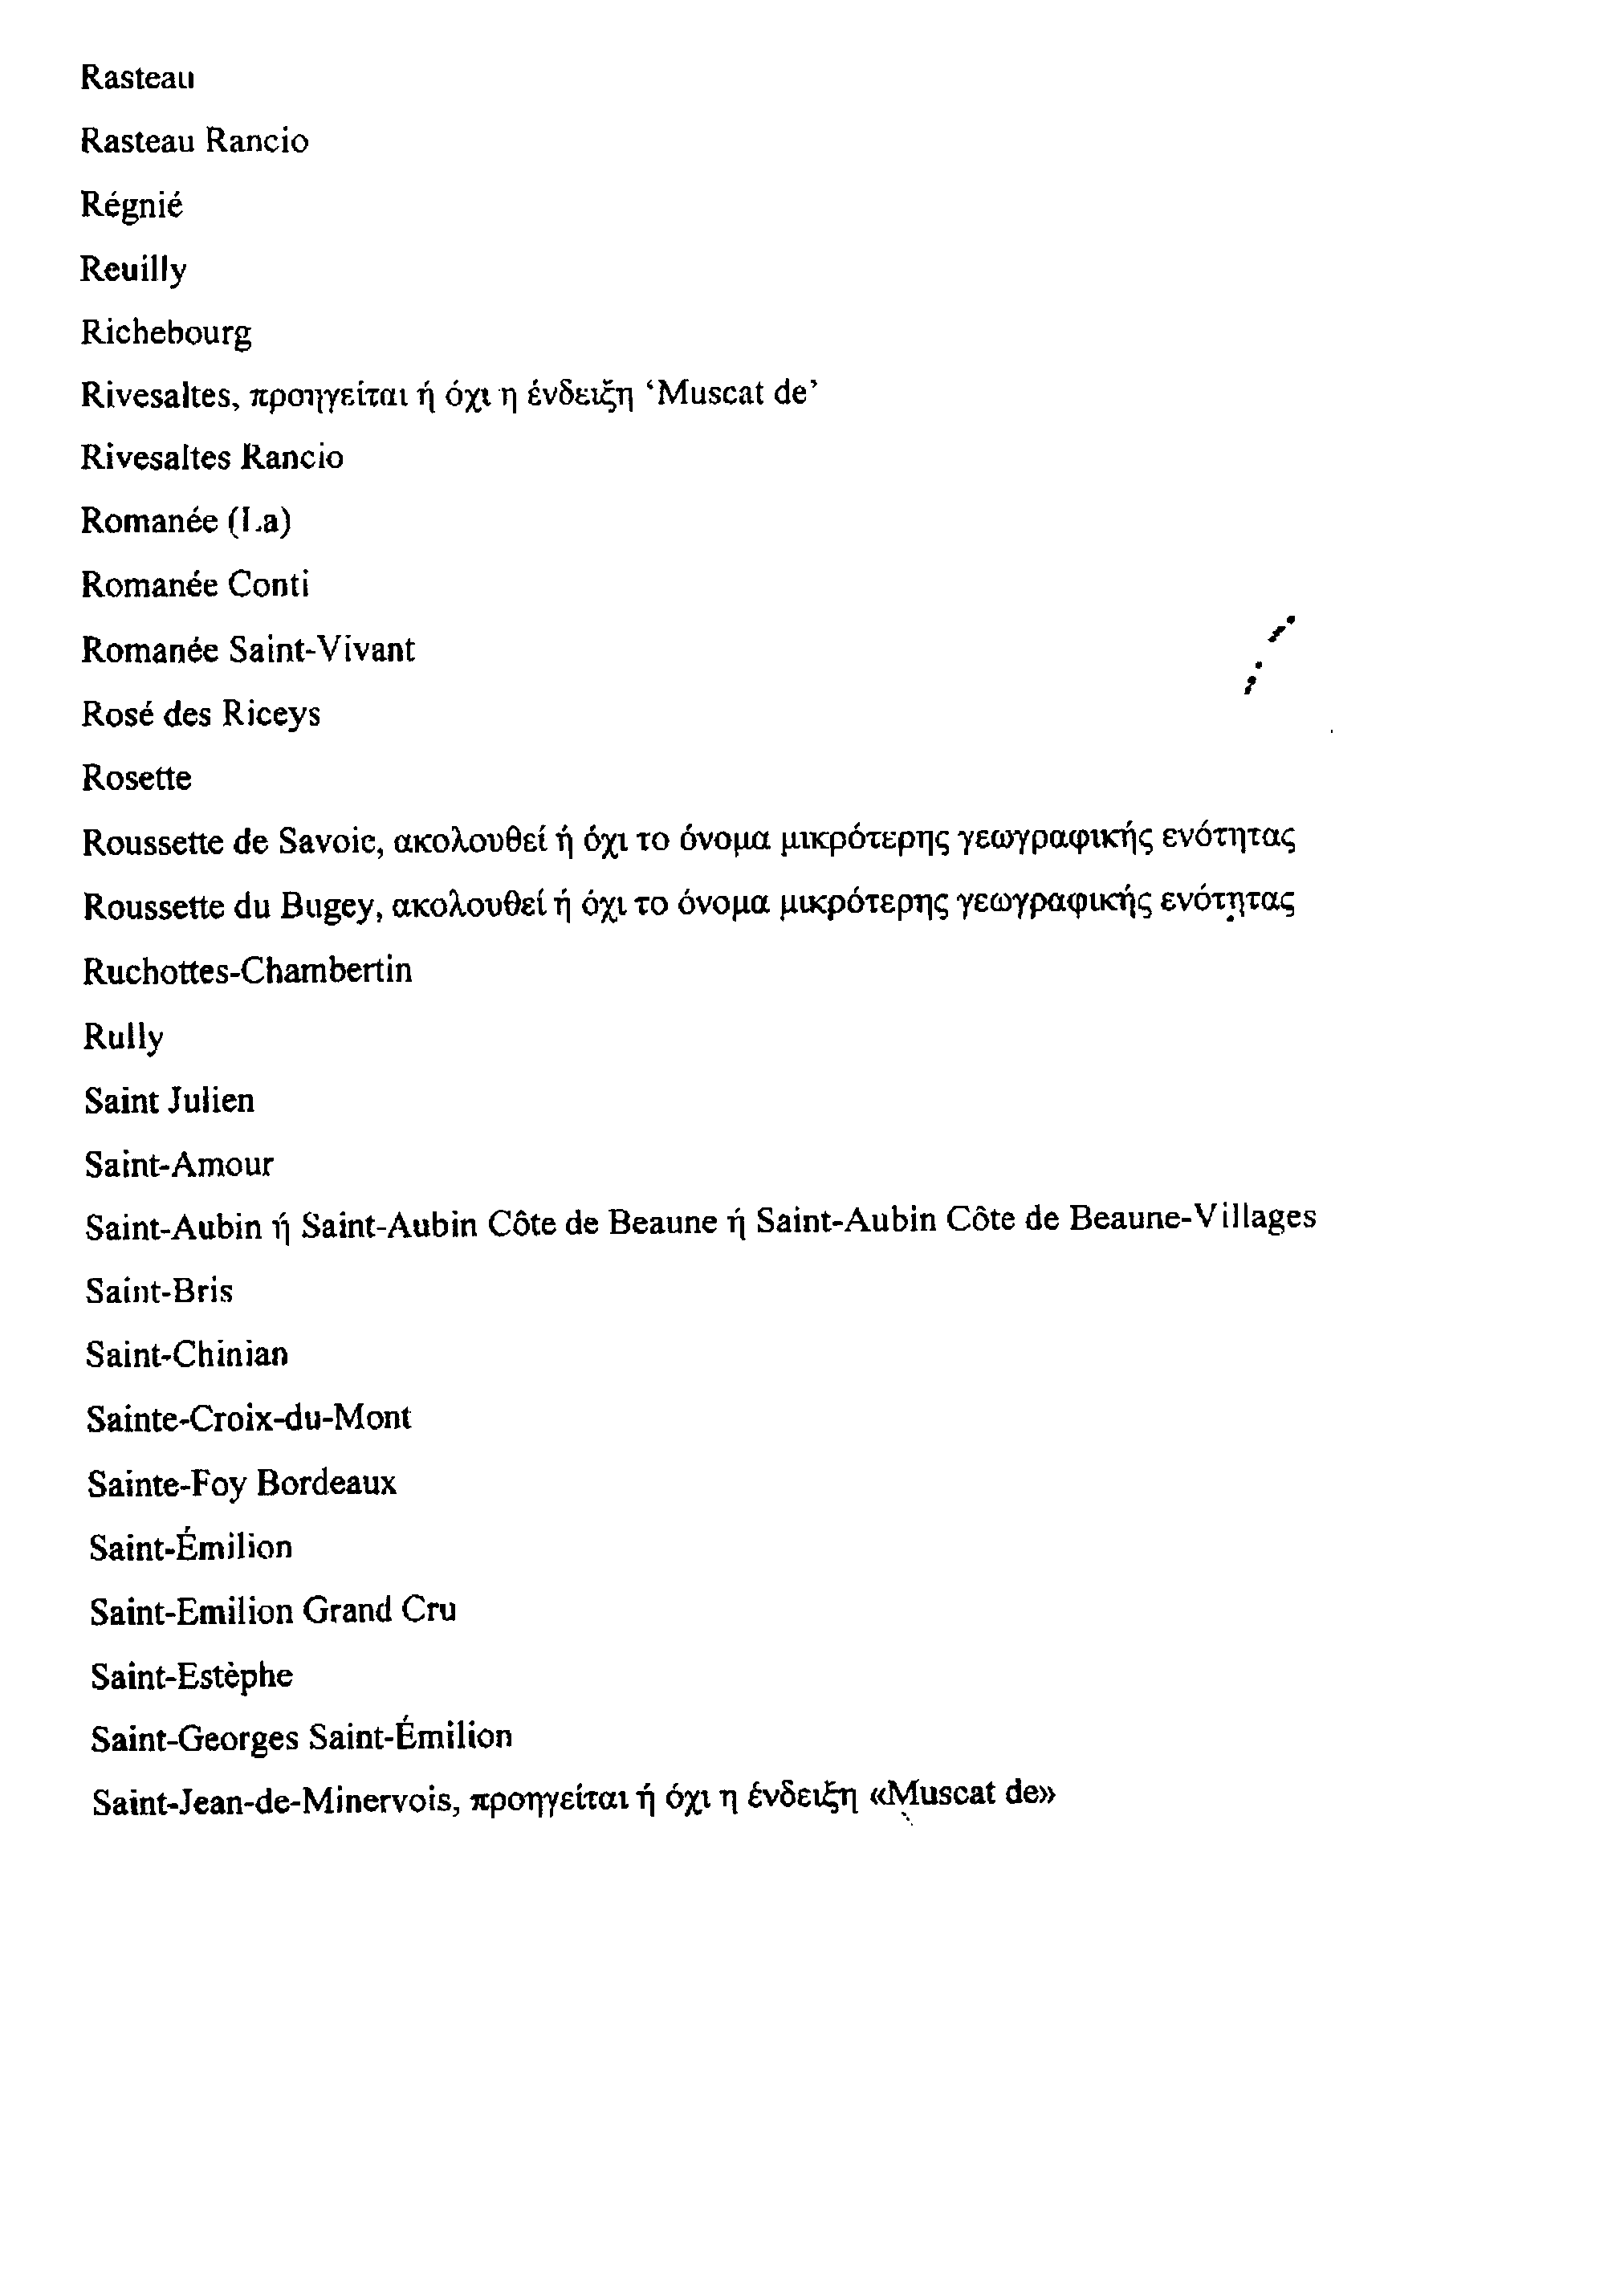 Rasteau
Rasteau Rancio
Régnié
Reuilly
Richebourg
Rivesaltes, προηγείται ή όχι η ένδειξη ‘Muscat de’
Rivesaltes Rancio
Romanée (La)
Romanée Conti
Romanée Saint-Vivant
Rosé des Riceys
Rosette
Roussette de Savoie, ακολουθεί ή όχι το όνομα μικρότερης γεωγραφικής ενότητας
Roussette du Bugey, ακολουθεί ή όχι το όνομα μικρότερης γεωγραφικής ενότητας
Ruchottes-Chambertin
Rully
Saint Julien
Saint-Amour
Saint-Aubin ή Saint-Aubin Côte de Beaune ή Saint-Aubin Côte de Beaune-Villages
Saint-Bris
Saint-Chinian
Sainte-Croix-du-Mont
Sainte-Foy Bordeaux
Saint-Émilion
Saint-Emilion Grand Cru
Saint-Estèphe
Saint-Georges Saint-Émilion
Saint-Jean-de-Minervois, προηγείται ή όχι η ένδειξη «Muscat de»